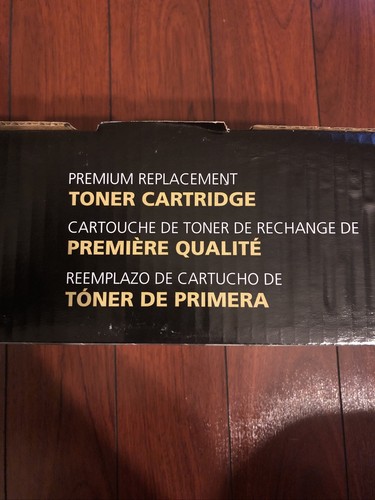 PREMIUM REPLACEMENT
TONER CARTRIDGE
CARTOUCHE DE TONER DE RECHANGE DE
PREMIÈRE QUALITÉ
REEMPLAZO DE CARTUCHO DE
TÓNER DE PRIMERA